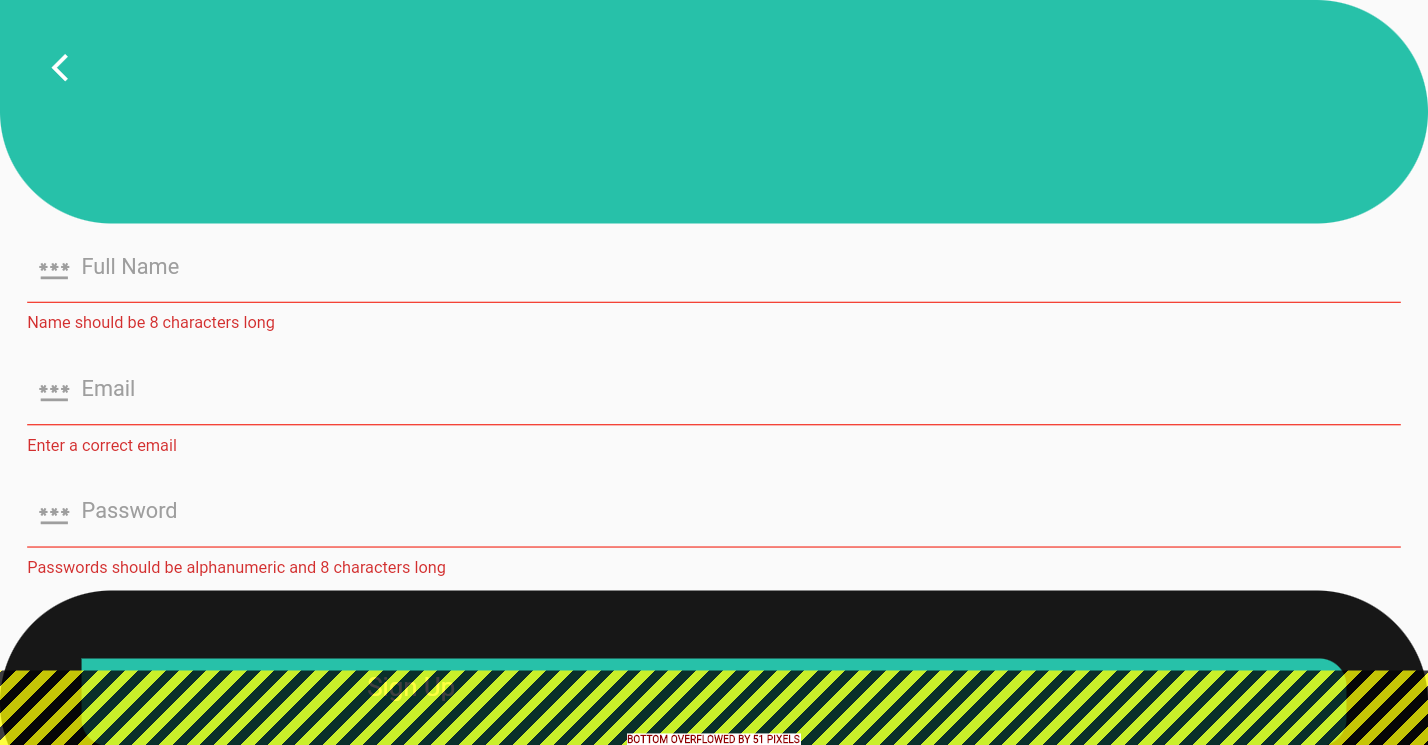 Full Name
Name should be 8 characters long
Email
Enter a correct email
Password
Passwords should be alphanumeric and 8 characters long
Sign Up
BOTTOM OVERFLOWED BY 51 PIXELS